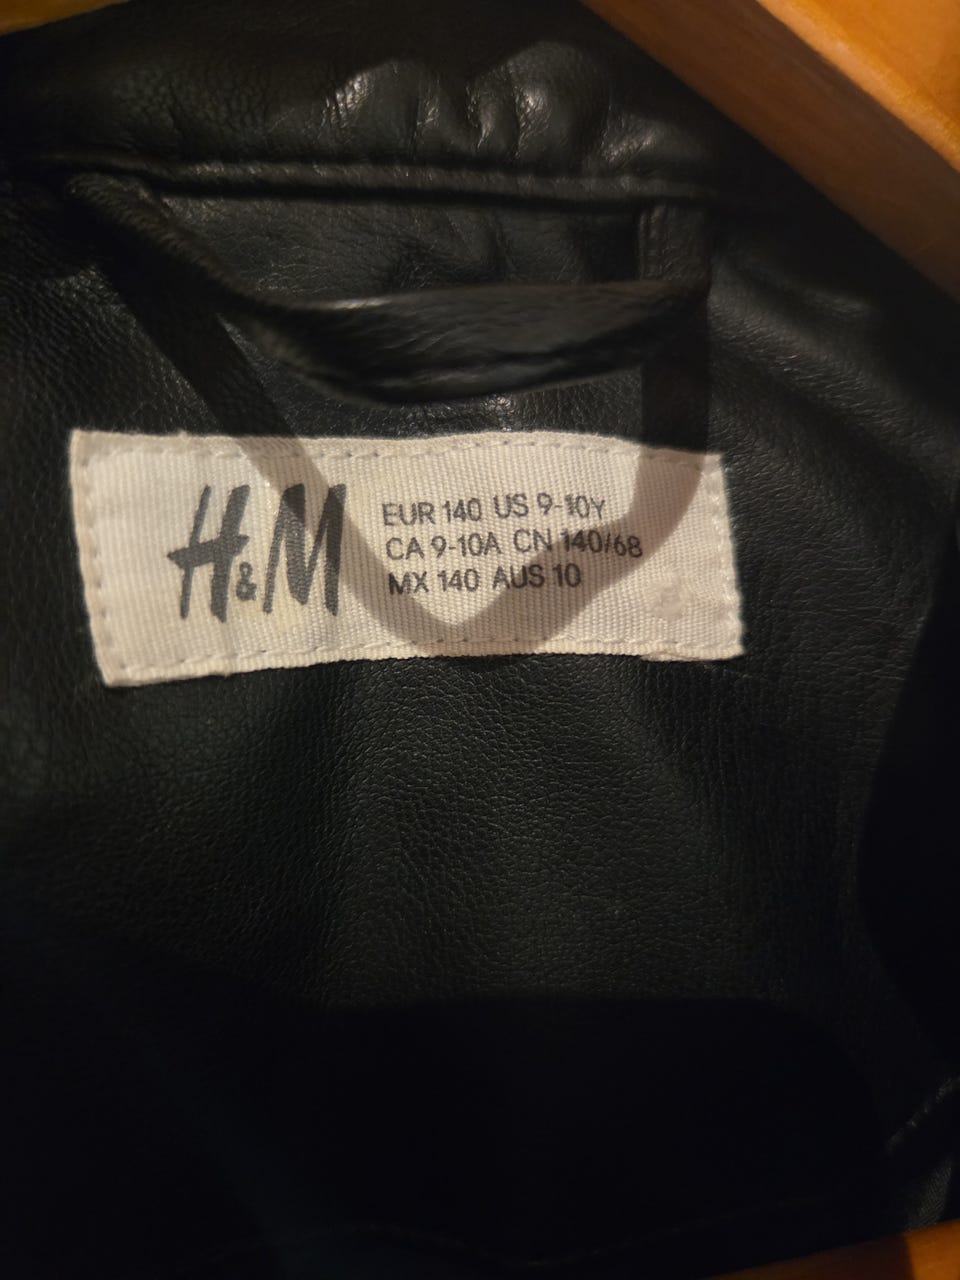 H&M
EUR 140 US 9-10Y
CA 9-10A CN 140/68
MX 140 AUS 10